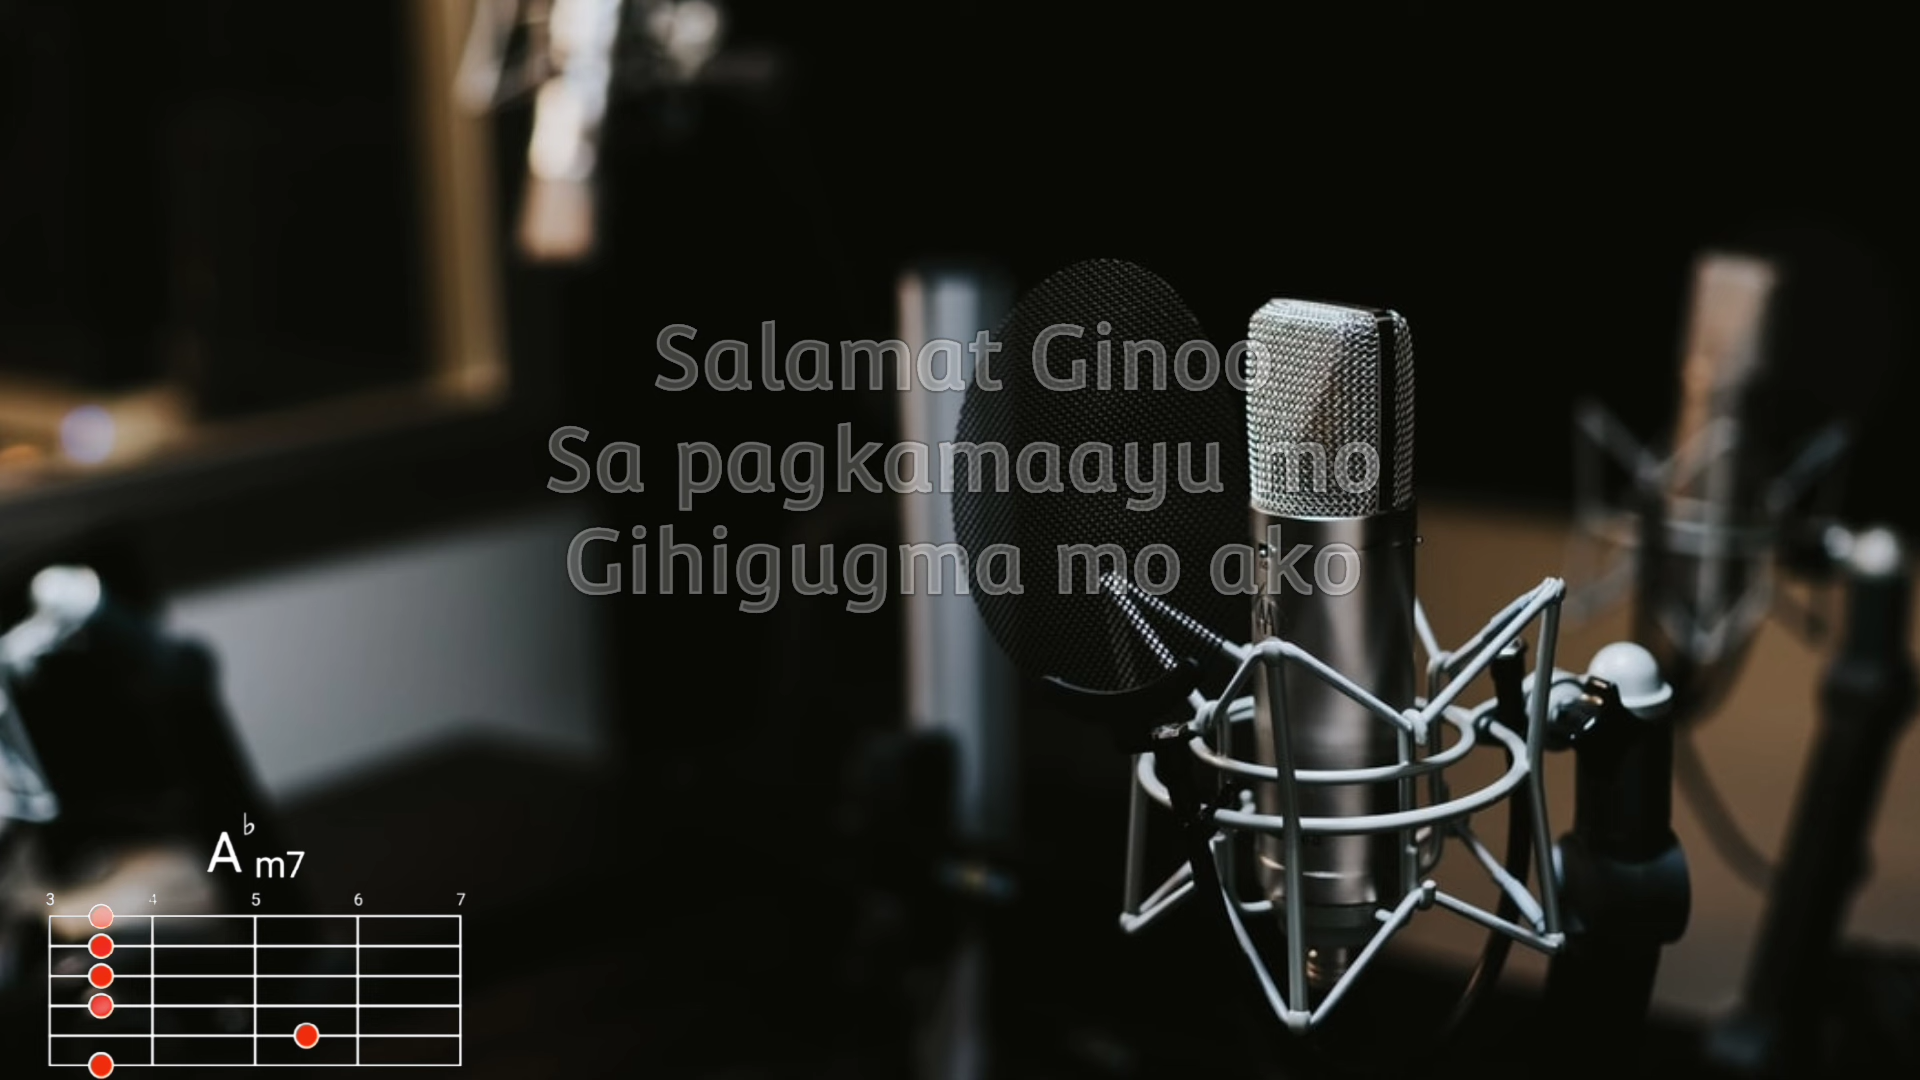 Salamat Ginoo
Sa pagkamaayu mo
Gihigugma mo ako
A♭m7
3 4 5 6 7